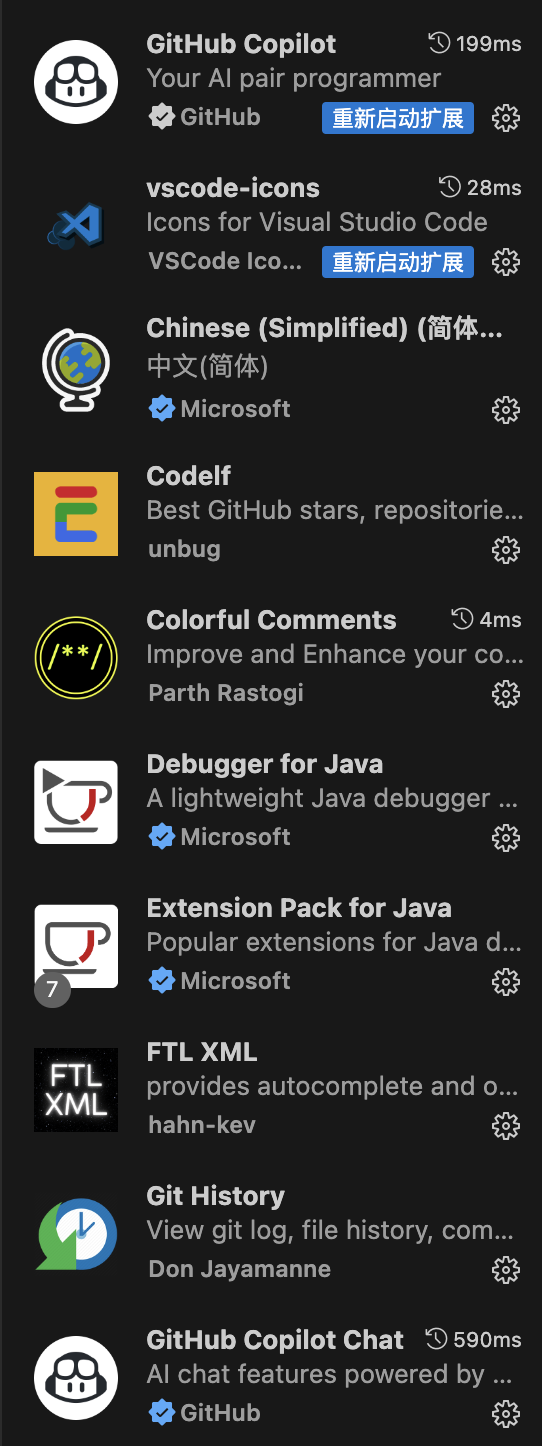 GitHub Copilot 199ms
Your AI pair programmer
GitHub 重新启动扩展
vscode-icons 28ms
Icons for Visual Studio Code
VSCode Ico... 重新启动扩展
Chinese (Simplified) (简体...
中文(简体)
Microsoft
Codelf
Best GitHub stars, repositorie...
unbug
/**/
Colorful Comments 4ms
Improve and Enhance your co...
Parth Rastogi
Debugger for Java
A lightweight Java debugger ...
Microsoft
Extension Pack for Java
Popular extensions for Java d...
7
Microsoft
FTL
XML
FTL XML
provides autocomplete and o...
hahn-kev
Git History
View git log, file history, com...
Don Jayamanne
GitHub Copilot Chat 590ms
AI chat features powered by ...
GitHub